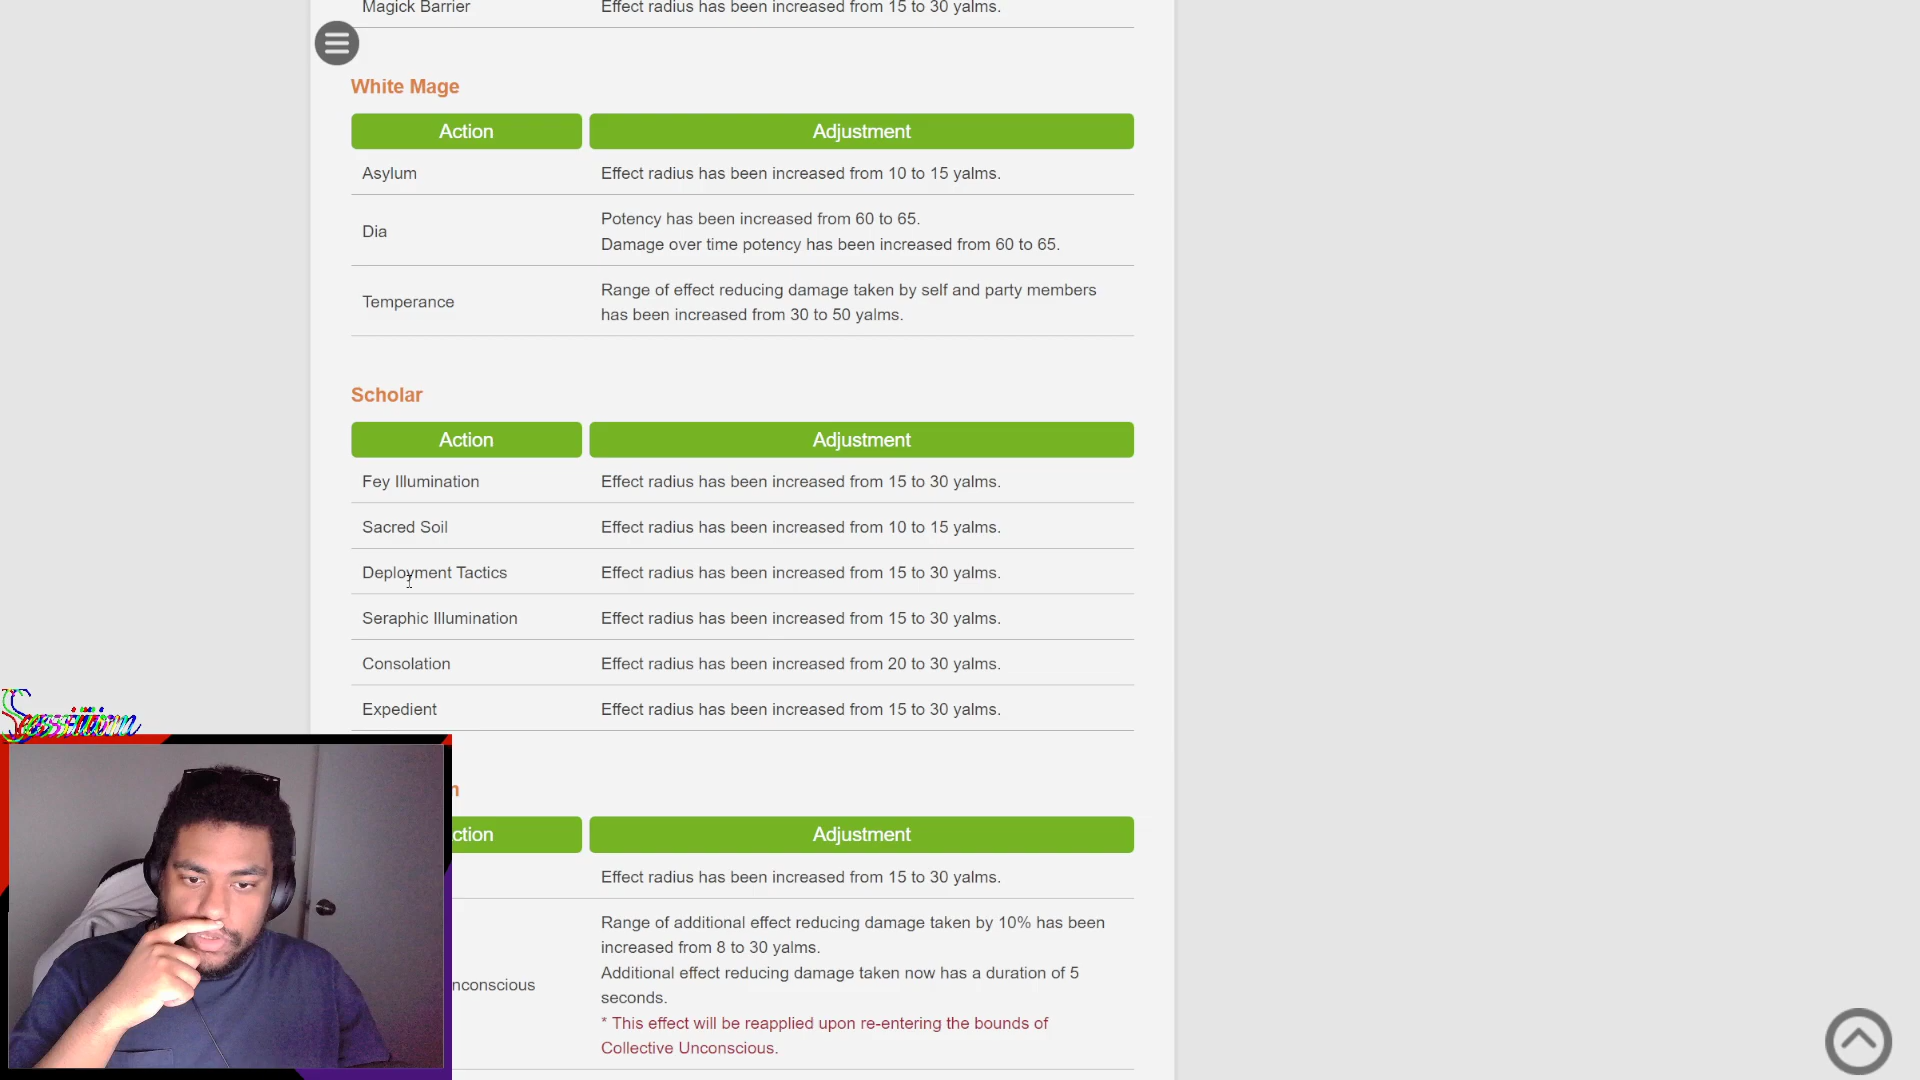 Magick Barrier
Effect radius has been increased from 15 to 30 yalms.
White Mage
Action
Adjustment
Asylum
Effect radius has been increased from 10 to 15 yalms.
Dia
Potency has been increased from 60 to 65.
Damage over time potency has been increased from 60 to 65.
Temperance
Range of effect reducing damage taken by self and party members
has been increased from 30 to 50 yalms.
Scholar
Action
Adjustment
Fey Illumination
Effect radius has been increased from 15 to 30 yalms.
Sacred Soil
Effect radius has been increased from 10 to 15 yalms.
Deployment Tactics
Effect radius has been increased from 15 to 30 yalms.
Seraphic Illumination
Effect radius has been increased from 15 to 30 yalms.
Consolation
Effect radius has been increased from 20 to 30 yalms.
Expedient
Effect radius has been increased from 15 to 30 yalms.
n
ction
Adjustment
Effect radius has been increased from 15 to 30 yalms.
nconscious
Range of additional effect reducing damage taken by 10% has been
increased from 8 to 30 yalms.
Additional effect reducing damage taken now has a duration of 5
seconds.
* This effect will be reapplied upon re-entering the bounds of
Collective Unconscious.